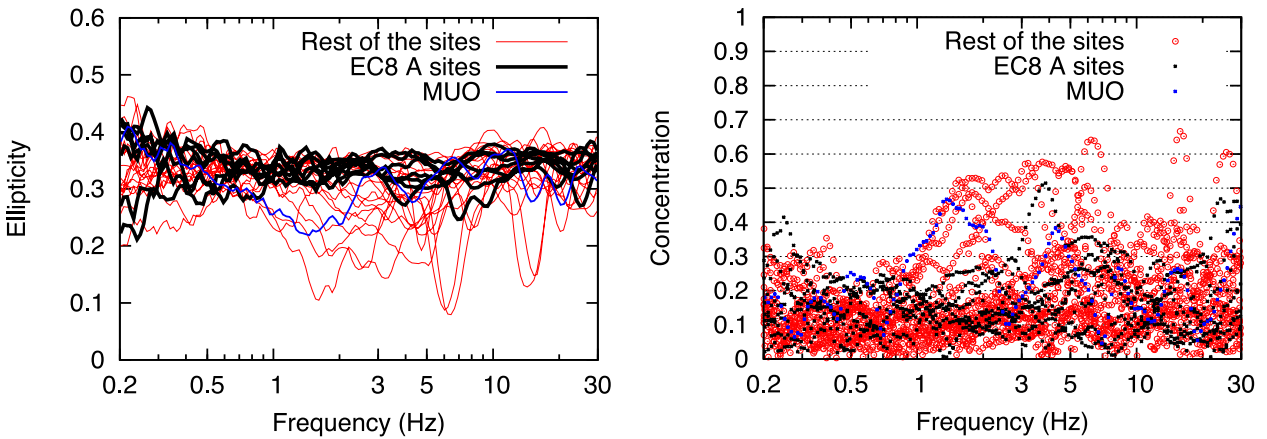 0.6
0.5
0.4
0.3
0.2
0.1
0
Ellipticity
Rest of the sites
EC8 A sites
MUO
0.2 0.5 1 3 5 10 30
Frequency (Hz)
1
0.9
0.8
0.7
0.6
0.5
0.4
0.3
0.2
0.1
0
Concentration
Rest of the sites
EC8 A sites
MUO
0.2 0.5 1 3 5 10 30
Frequency (Hz)